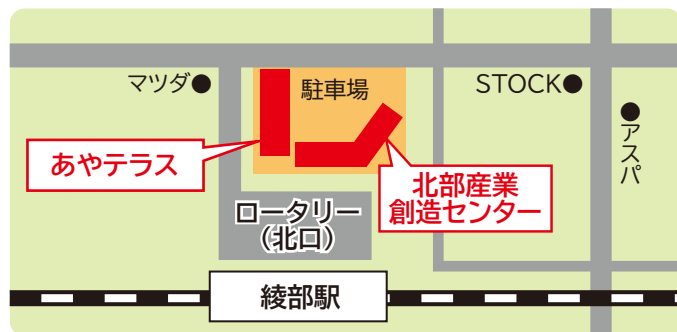 マツダ●
駐車場
STOCK●
●アスパ
あやテラス
北部産業
創造センター
ロータリー
（北口）
綾部駅